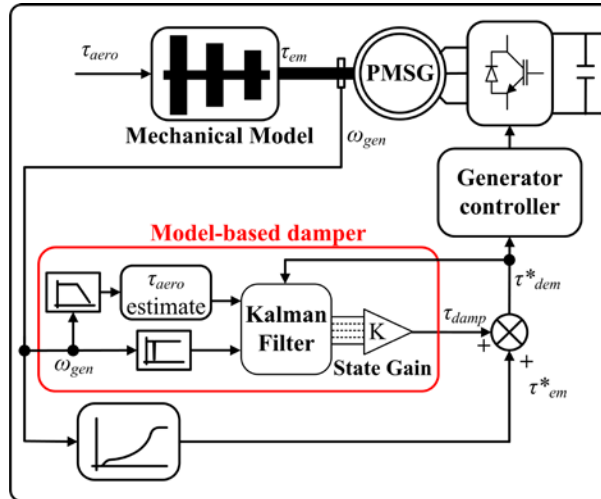 τaero
τem
PMSG
Mechanical Model
ωgen
Generator
controller
Model-based damper
τaero
estimate
Kalman
Filter
K
State Gain
τdamp
τ*dem
+
+
τ*em
ωgen